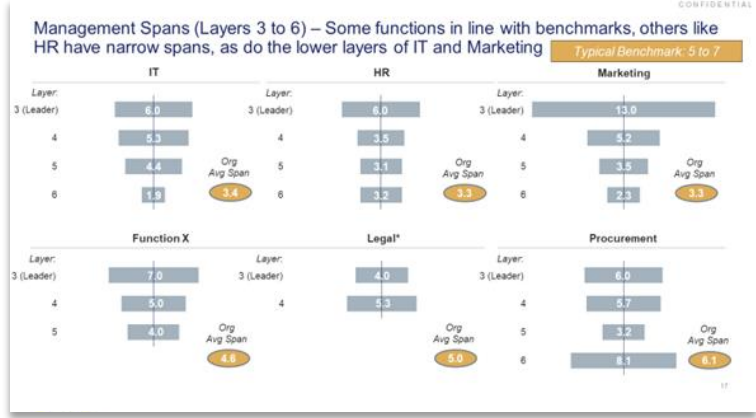 CONFIDENTIAL
Management Spans (Layers 3 to 6) – Some functions in line with benchmarks, others like
HR have narrow spans, as do the lower layers of IT and Marketing
Typical Benchmark: 5 to 7
IT
Layer:
3 (Leader) 6.0
4 5.3
5 4.4
6 1.9
Org
Avg Span
3.4
HR
Layer:
3 (Leader) 6.0
4 3.5
5 3.1
6 3.2
Org
Avg Span
3.3
Marketing
Layer:
3 (Leader) 13.0
4 5.2
5 3.5
6 2.3
Org
Avg Span
3.3
Function X
Layer:
3 (Leader) 7.0
4 5.0
5 4.0
Org
Avg Span
4.6
Legal*
Layer:
3 (Leader) 4.0
4 5.3
Org
Avg Span
5.0
Procurement
Layer:
3 (Leader) 6.0
4 5.7
5 3.2
6 8.1
Org
Avg Span
6.1
17